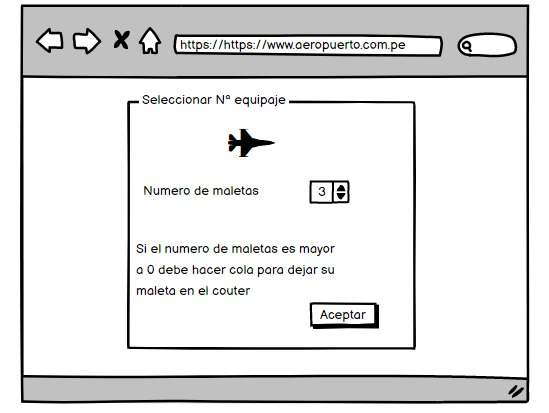 https://https://www.aeropuerto.com.pe
Seleccionar Nª equipaje
Numero de maletas
3
Si el numero de maletas es mayor
a 0 debe hacer cola para dejar su
maleta en el couter
Aceptar